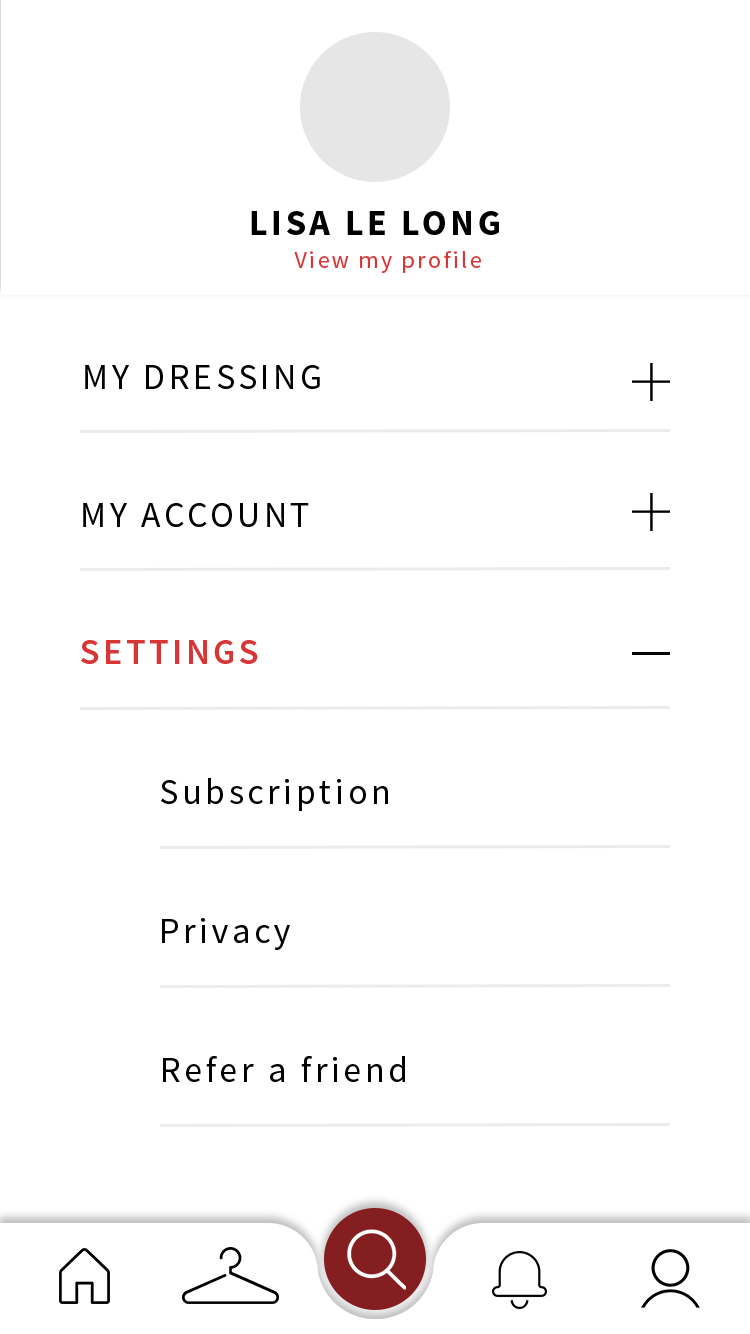 LISA LE LONG
View my profile
MY DRESSING
MY ACCOUNT
SETTINGS
Subscription
Privacy
Refer a friend